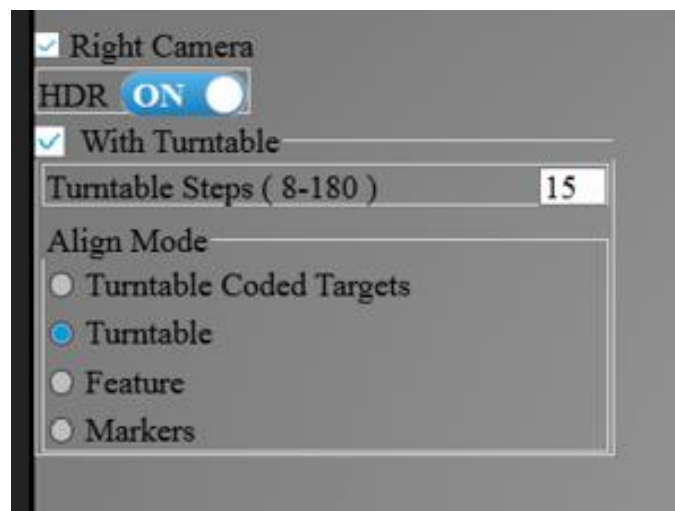 Right Camera
HDR ON
With Turntable
Turntable Steps ( 8-180 ) 15
Align Mode
Turntable Coded Targets
Turntable
Feature
Markers